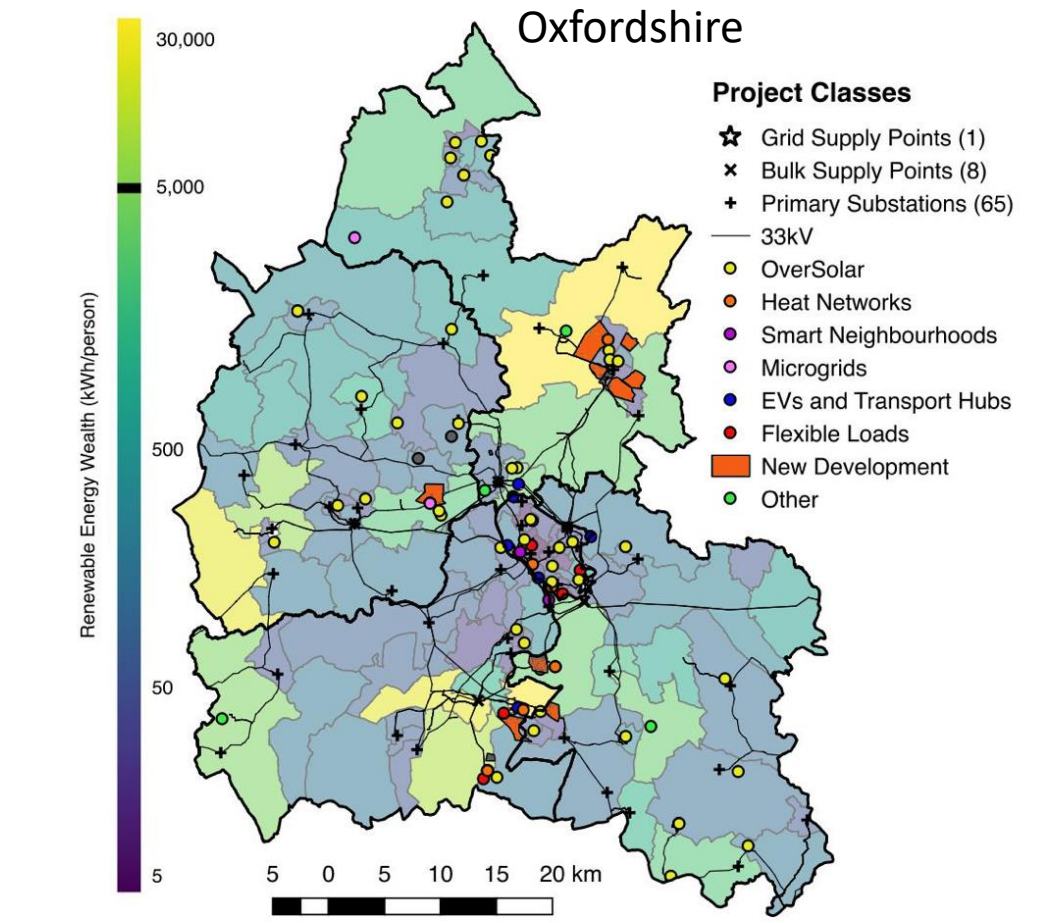 Oxfordshire
30,000
5,000
500
50
5
Renewable Energy Wealth (kWh/person)
Project Classes
Grid Supply Points (1)
Bulk Supply Points (8)
Primary Substations (65)
33kV
OverSolar
Heat Networks
Smart Neighbourhoods
Microgrids
EVs and Transport Hubs
Flexible Loads
New Development
Other
5 0 5 10 15 20 km